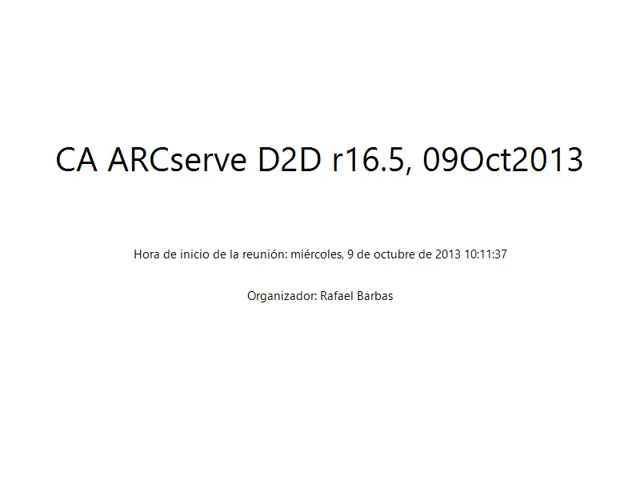 CA ARCserve D2D r16.5, 09Oct2013
Hora de inicio de la reunión: miércoles, 9 de octubre de 2013 10:11:37
Organizador: Rafael Barbas